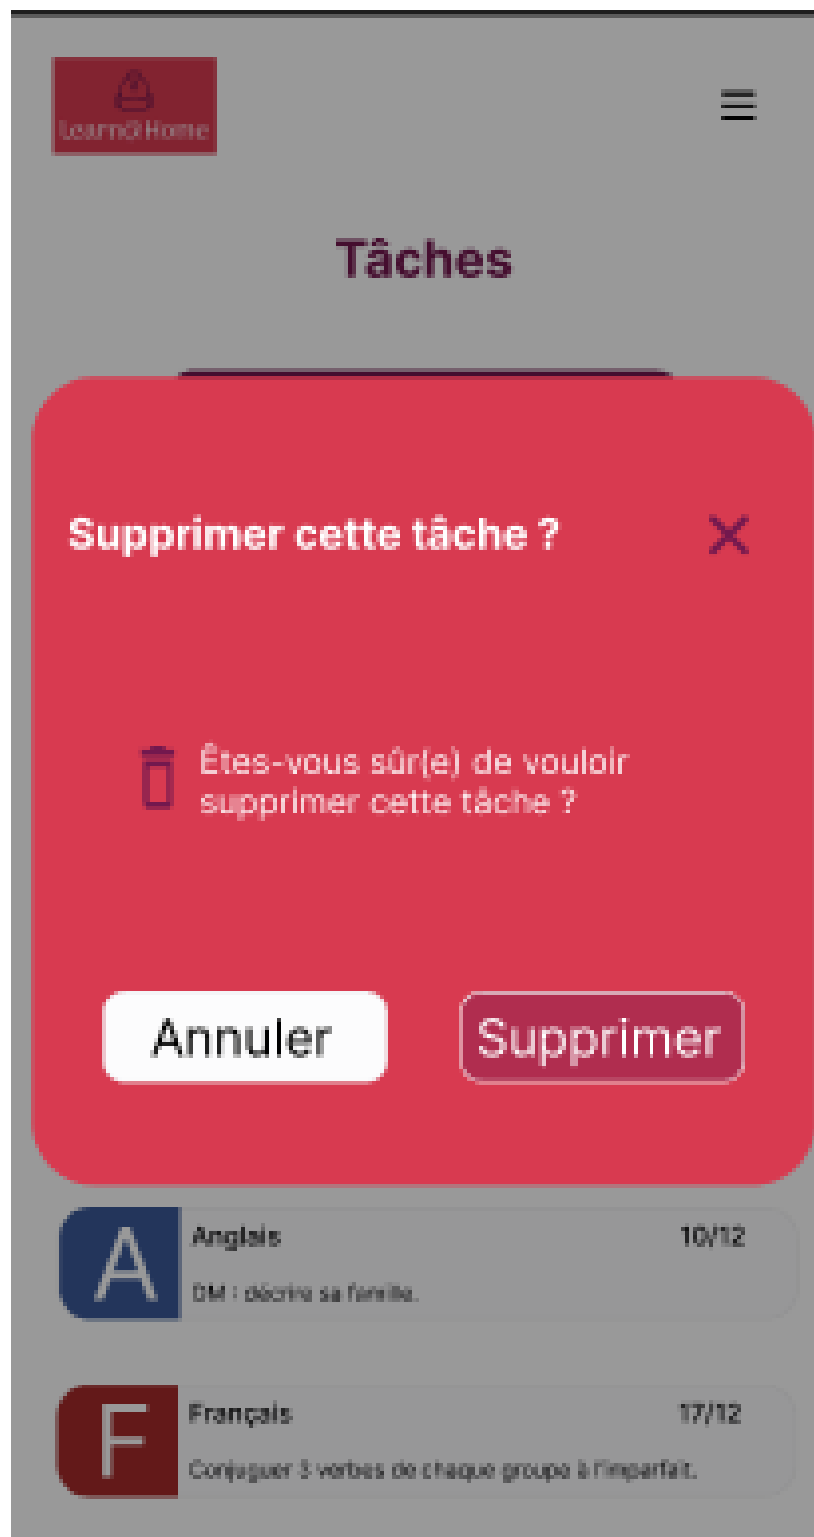 Learn@Home
Tâches
Supprimer cette tâche ?
Êtes-vous sûr(e) de vouloir
supprimer cette tâche ?
Annuler
Supprimer
A
Anglais
10/12
DM : décrire sa famille.
F
Français
17/12
Conjuguer 3 verbes de chaque groupe à l'imparfait.